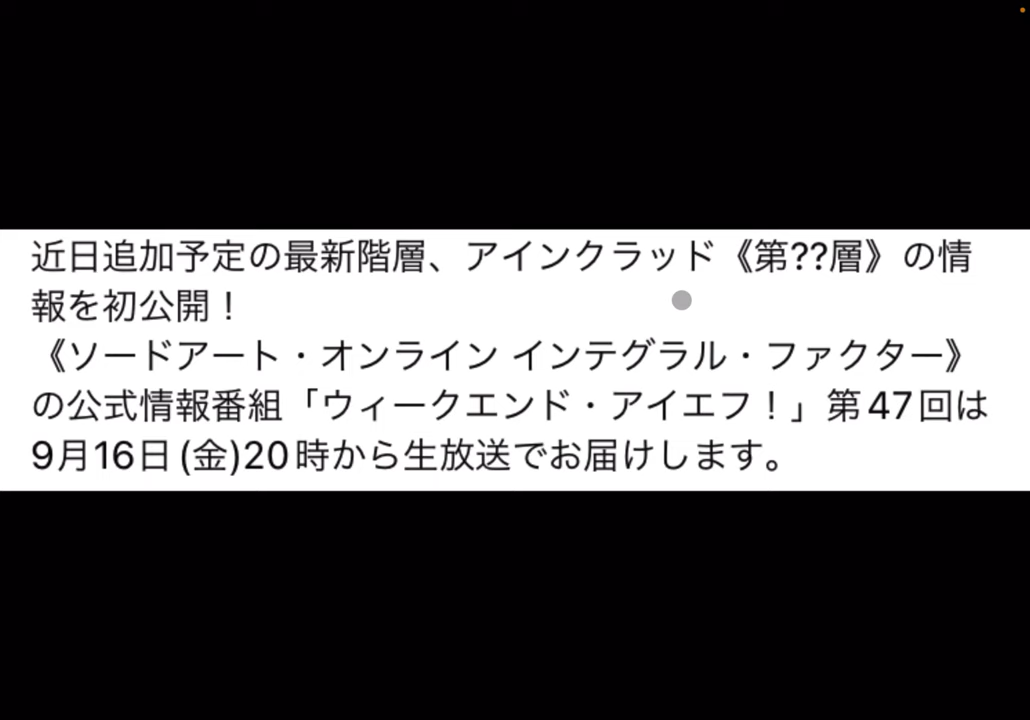 近日追加予定の最新階層、アインクラッド《第??層》の情
報を初公開！
《ソードアート・オンライン インテグラル・ファクター》
の公式情報番組「ウィークエンド・アイエフ！」第47回は
9月16日(金)20時から生放送でお届けします。